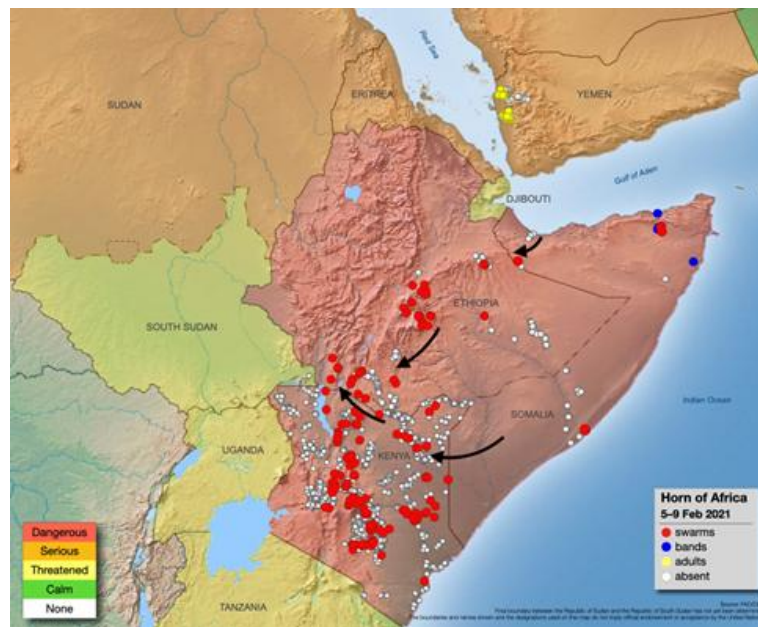 Red Sea
SUDAN
ERITREA
YEMEN
Gulf of Aden
DJIBOUTI
ETHIOPIA
SOUTH SUDAN
SOMALIA
Indian Ocean
UGANDA
KENYA
TANZANIA
Dangerous
Serious
Threatened
Calm
None
Horn of Africa
5-9 Feb 2021
swarms
bands
adults
absent